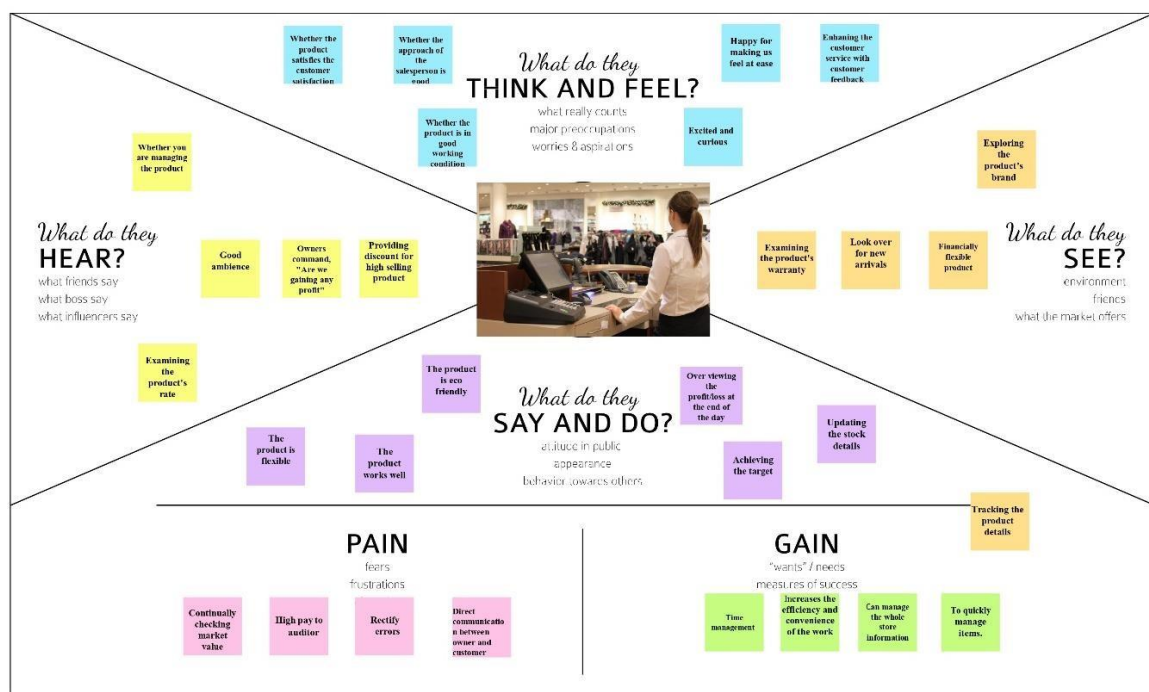 Whether the
product
satisfies the
customer
satisfaction
Whether the
approach of
the
salesperson is
good
What do they
THINK AND FEEL?
what really counts
major preoccupations
worries & aspirations
Happy for
making us
feel at ease
Enhaning the
customer
service with
customer
feedback
Whether the
product is in
good
working
condition
Excited and
curious
Whether you
are managing
the product
What do they
HEAR?
what friends say
what boss say
what influencers say
Good
ambience
Owners
command,
"Are we
gaining any
profit"
Providing
discount for
high selling
product
Examining
the
product's
rate
Exploring
the
product's
brand
Examining
the product's
warranty
Look over
for new
arrivals
Financially
flexible
product
What do they
SEE?
environment
friends
what the market offers
The product
is eco
friendly
The
product is
flexible
The
product
works well
What do they
SAY AND DO?
attitude in public
appearance
behavior towards others
Over viewing
the
profit/loss at
the end of
the day
Achieving
the target
Updating
the stock
details
Tracking the
product
details
PAIN
fears
frustrations
Continually
checking
market
value
High pay to
auditor
Rectify
errors
Direct
communicatio
n between
owner and
customer
GAIN
"wants" / needs
measures of success
Time
management
Increases the
efficiency and
convenience
of the work
Can manage
the whole
store
information
To quickly
manage
items.